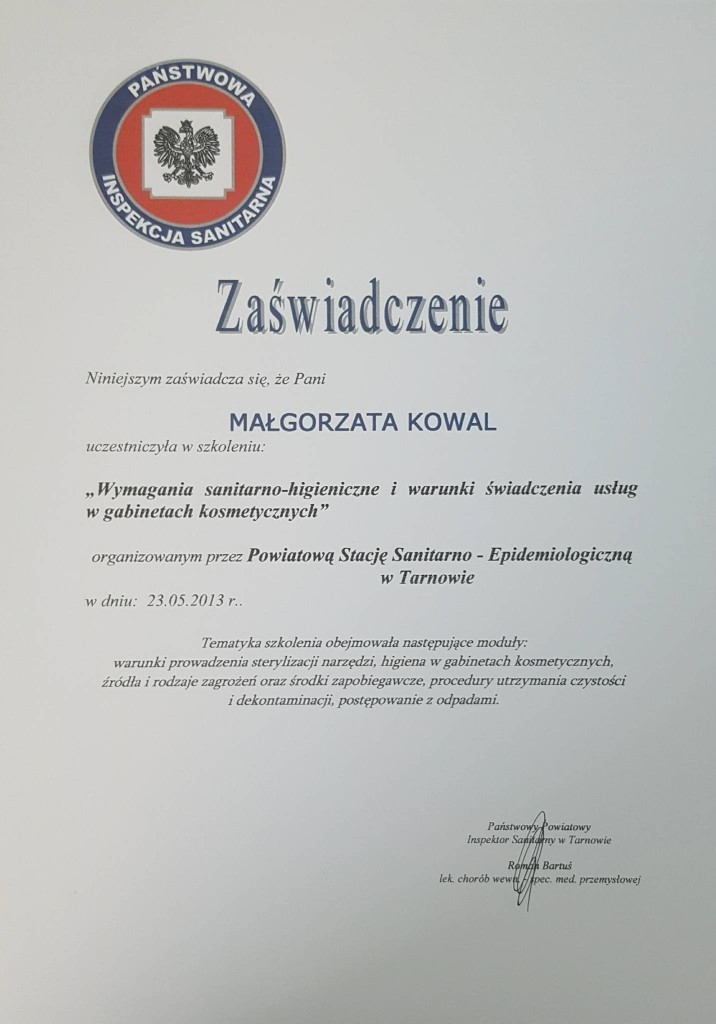 PAŃSTWOWA
INSPEKCJA SANITARNA
Zaświadczenie
Niniejszym zaświadcza się, że Pani
MAŁGORZATA KOWAL
uczestniczyła w szkoleniu:
„Wymagania sanitarno-higieniczne i warunki świadczenia usług
w gabinetach kosmetycznych”
organizowanym przez Powiatową Stację Sanitarno - Epidemiologiczną
w Tarnowie
w dniu: 23.05.2013 r..
Tematyka szkolenia obejmowała następujące moduły:
warunki prowadzenia sterylizacji narzędzi, higiena w gabinetach kosmetycznych,
źródła i rodzaje zagrożeń oraz środki zapobiegawcze, procedury utrzymania czystości
i dekontaminacji, postępowanie z odpadami.
Państwowy Powiatowy
Inspektor Sanitarny w Tarnowie
Roman Bartuś
lek. chorób wewn. - spec. med. przemysłowej